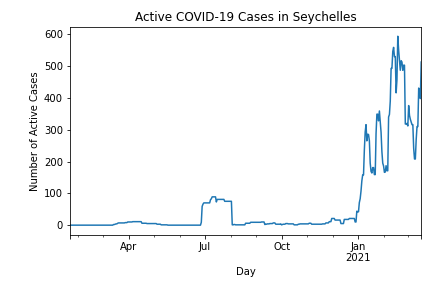 Active COVID-19 Cases in Seychelles
Number of Active Cases
600
500
400
300
200
100
0
Apr
Jul
Oct
Jan
2021
Day